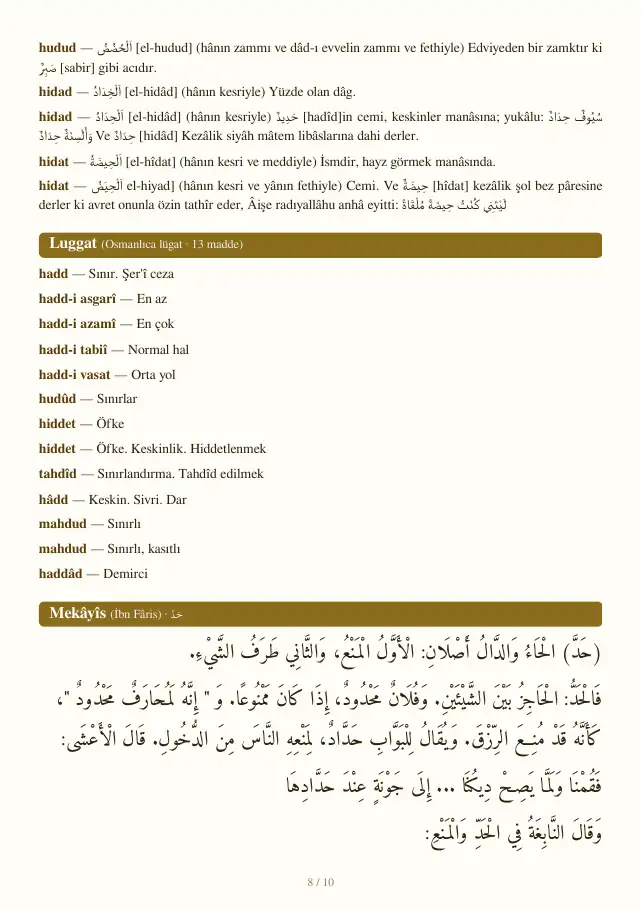 hudud — اَلْحُضُضُ [el-hudud] (hânın zammı ve dâd-ı evvelin zammı ve fethiyle) Edviyeden bir zamktır ki
صَبِرٌ [sabir] gibi acıdır.
hidad — اَلْحِدَادُ [el-hidâd] (hânın kesriyle) Yüzde olan dâg.
hidad — اَلْحِدَادُ [el-hidâd] (hânın kesriyle) حَدِيدٌ [hadîd]in cemi, keskinler manâsına; yukâlu: سُيُوفٌ حِدَادٌ
وَأَلْسِنَةٌ حِدَادٌ Ve حِدَادٌ [hidâd] Kezâlik siyâh mâtem libâslarına dahi derler.
hidat — اَلْحِيضَةُ [el-hîdat] (hânın kesri ve meddiyle) İsmdir, hayz görmek manâsında.
hidat — اَلْحِيَضُ el-hiyad] (hânın kesri ve yânın fethiyle) Cemi. Ve حِيضَةٌ [hîdat] kezâlik şol bez pâresine
derler ki avret onunla özin tathîr eder, Âişe radıyallâhu anhâ eyitti: لَيْتَنِي كُنْتُ حِيضَةً مُلْقَاةً
Luggat (Osmanlıca lügat · 13 madde)
hadd — Sınır. Şer'î ceza
hadd-i asgarî — En az
hadd-i azamî — En çok
hadd-i tabiî — Normal hal
hadd-i vasat — Orta yol
hudûd — Sınırlar
hiddet — Öfke
hiddet — Öfke. Keskinlik. Hiddetlenmek
tahdîd — Sınırlandırma. Tahdîd edilmek
hâdd — Keskin. Sivri. Dar
mahdud — Sınırlı
mahdud — Sınırlı, kasıtlı
haddâd — Demirci
Mekâyîs (İbn Fâris) · حَدَّ
(حَدَّ) الْحَاءُ وَالدَّالُ أَصْلَانِ: الْأَوَّلُ الْمَنْعُ، وَالثَّانِي طَرَفُ الشَّيْءِ.
فَالْحَدُّ: الْحَاجِزُ بَيْنَ الشَّيْئَيْنِ. وَفُلَانٌ مَحْدُودٌ، إِذَا كَانَ مَمْنُوعًا. وَ " إِنَّهُ لَمُحَارَفٌ مَحْدُودٌ "،
كَأَنَّهُ قَدْ مُنِعَ الرِّزْقَ. وَيُقَالُ لِلْبَوَّابِ حَدَّادٌ، لِمَنْعِهِ النَّاسَ مِنَ الدُّخُولِ. قَالَ الْأَعْشَى:
فَقُمْنَا وَلَمَّا يَصِحْ دِيكُنَا ... إِلَى جَوْنَةٍ عِنْدَ حَدَّادِهَا
وَقَالَ النَّابِغَةُ فِي الْحَدِّ وَالْمَنْعِ:
8 / 10